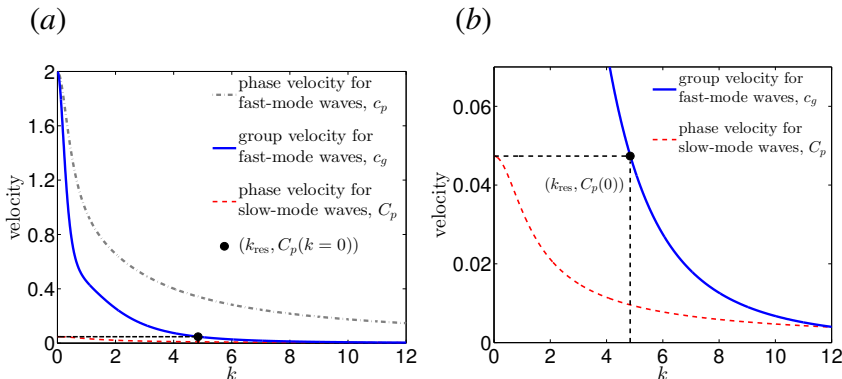 (a)
2
1.6
1.2
0.8
0.4
0
velocity
phase velocity for
fast-mode waves, c_p
group velocity for
fast-mode waves, c_g
phase velocity for
slow-mode waves, C_p
(k_res, C_p(k = 0))
0 2 4 6 8 10 12
k
(b)
0.06
0.04
0.02
0
velocity
group velocity for
fast-mode waves, c_g
phase velocity for
slow-mode waves, C_p
(k_res, C_p(0))
0 2 4 6 8 10 12
k